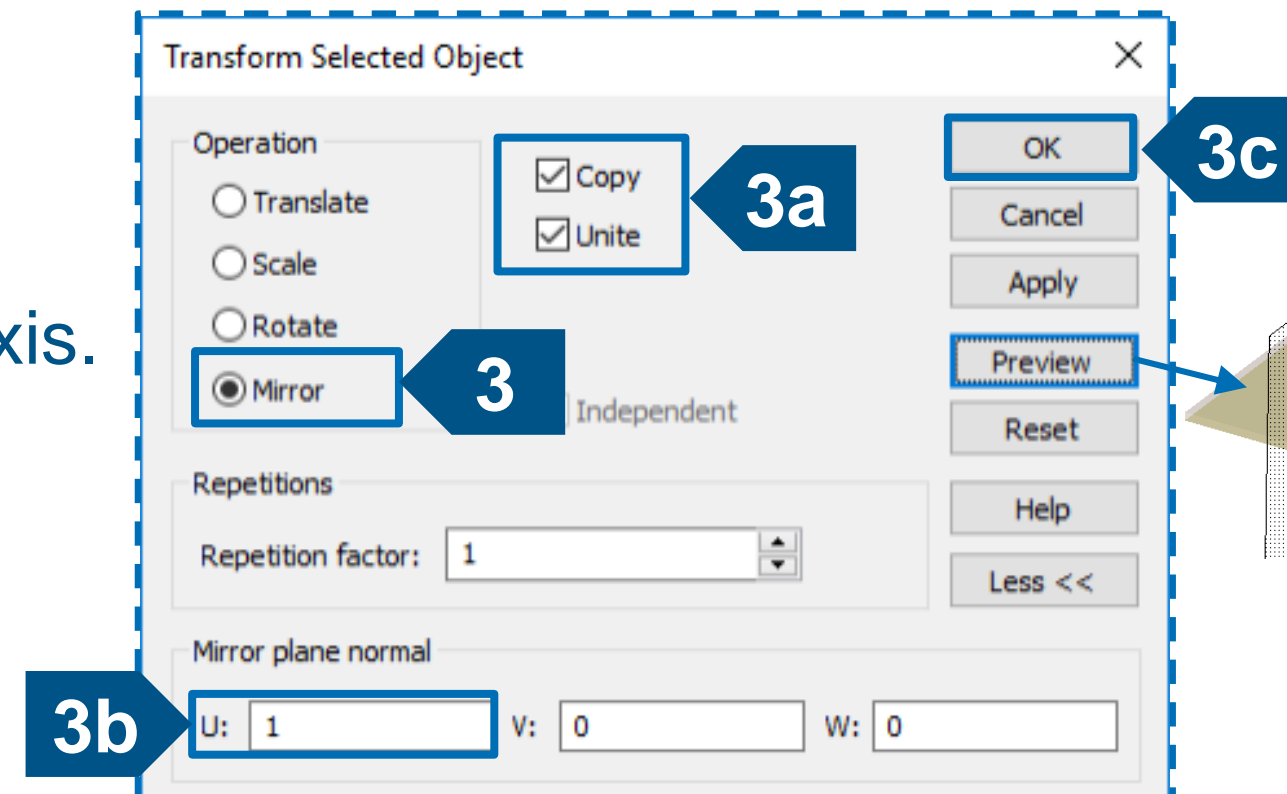 Transform Selected Object
Operation
Translate
Scale
Rotate
Mirror
Copy
Unite
3a
3
Independent
OK
3c
Cancel
Apply
Preview
Reset
Help
Less <<
xis.
Repetitions
Repetition factor: 1
Mirror plane normal
3b
U: 1 V: 0 W: 0